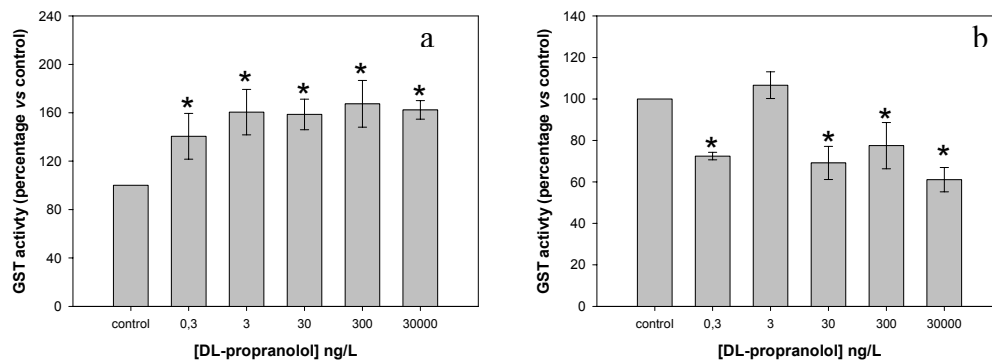 a
GST activty (percentage vs control)
240
200
160
120
80
40
0
* * * * *
control 0,3 3 30 300 30000
[DL-propranolol] ng/L
b
GST activty (percentage vs control)
140
120
100
80
60
40
20
0
* * * *
control 0,3 3 30 300 30000
[DL-propranolol] ng/L